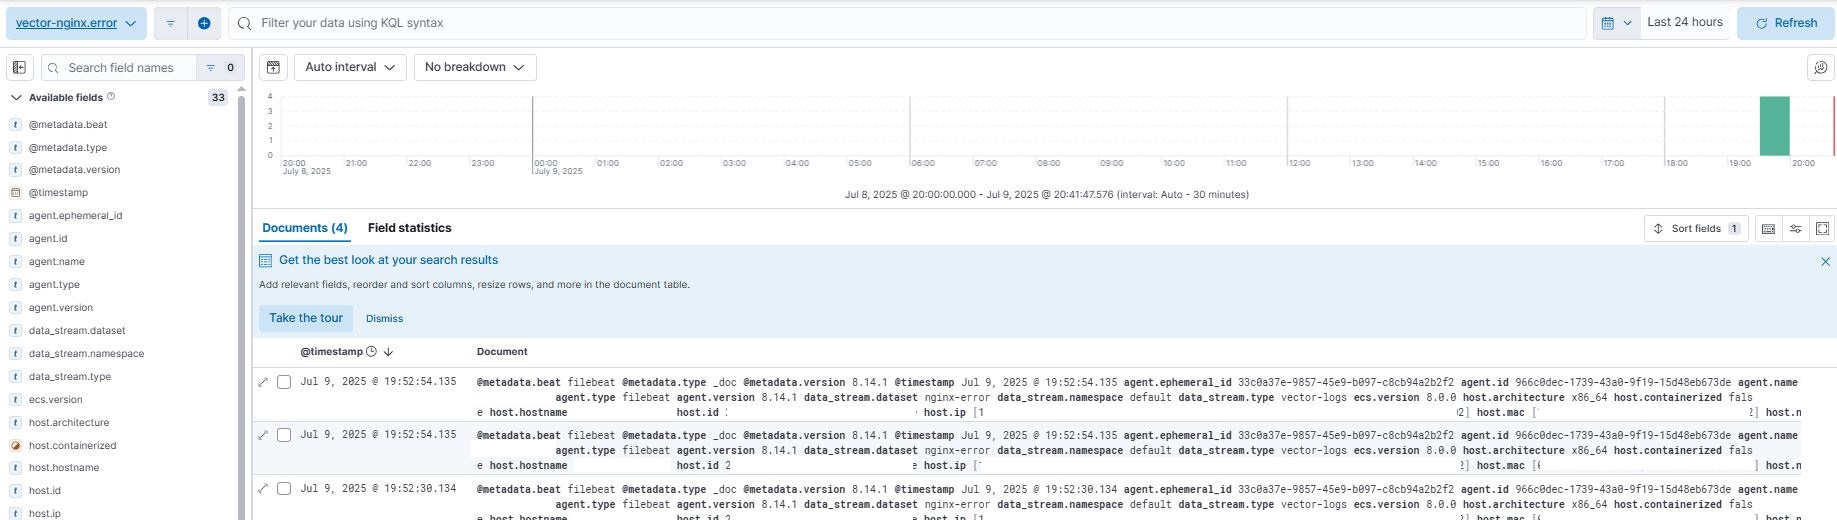 vector-nginx.error
Filter your data using KQL syntax
Last 24 hours
Refresh
Search field names
0
Auto interval
No breakdown
Available fields
33
@metadata.beat
@metadata.type
@metadata.version
@timestamp
agent.ephemeral_id
agent.id
agent.name
agent.type
agent.version
data_stream.dataset
data_stream.namespace
data_stream.type
ecs.version
host.architecture
host.containerized
host.hostname
host.id
host.ip
4
3
2
1
0
20:00 21:00 22:00 23:00 00:00 01:00 02:00 03:00 04:00 05:00 06:00 07:00 08:00 09:00 10:00 11:00 12:00 13:00 14:00 15:00 16:00 17:00 18:00 19:00 20:00
July 8, 2025 July 9, 2025
Jul 8, 2025 @ 20:00:00.000 - Jul 9, 2025 @ 20:41:47.576 (interval: Auto - 30 minutes)
Documents (4) Field statistics
Sort fields 1
Get the best look at your search results
Add relevant fields, reorder and sort columns, resize rows, and more in the document table.
Take the tour Dismiss
@timestamp Document
Jul 9, 2025 @ 19:52:54.135 @metadata.beat filebeat @metadata.type _doc @metadata.version 8.14.1 @timestamp Jul 9, 2025 @ 19:52:54.135 agent.ephemeral_id 33c0a37e-9857-45e9-b097-c8cb94a2b2f2 agent.id 966c0dec-1739-43a0-9f19-15d48eb673de agent.name
agent.type filebeat agent.version 8.14.1 data_stream.dataset nginx-error data_stream.namespace default data_stream.type vector-logs ecs.version 8.0.0 host.architecture x86_64 host.containerized fals
e host.hostname host.id host.ip [1 2] host.mac [ 2] host.n
Jul 9, 2025 @ 19:52:54.135 @metadata.beat filebeat @metadata.type _doc @metadata.version 8.14.1 @timestamp Jul 9, 2025 @ 19:52:54.135 agent.ephemeral_id 33c0a37e-9857-45e9-b097-c8cb94a2b2f2 agent.id 966c0dec-1739-43a0-9f19-15d48eb673de agent.name
agent.type filebeat agent.version 8.14.1 data_stream.dataset nginx-error data_stream.namespace default data_stream.type vector-logs ecs.version 8.0.0 host.architecture x86_64 host.containerized fals
e host.hostname host.id 2 host.ip [ ] host.mac [ ] host.n
Jul 9, 2025 @ 19:52:30.134 @metadata.beat filebeat @metadata.type _doc @metadata.version 8.14.1 @timestamp Jul 9, 2025 @ 19:52:30.134 agent.ephemeral_id 33c0a37e-9857-45e9-b097-c8cb94a2b2f2 agent.id 966c0dec-1739-43a0-9f19-15d48eb673de agent.name
agent.type filebeat agent.version 8.14.1 data_stream.dataset nginx-error data_stream.namespace default data_stream.type vector-logs ecs.version 8.0.0 host.architecture x86_64 host.containerized fals